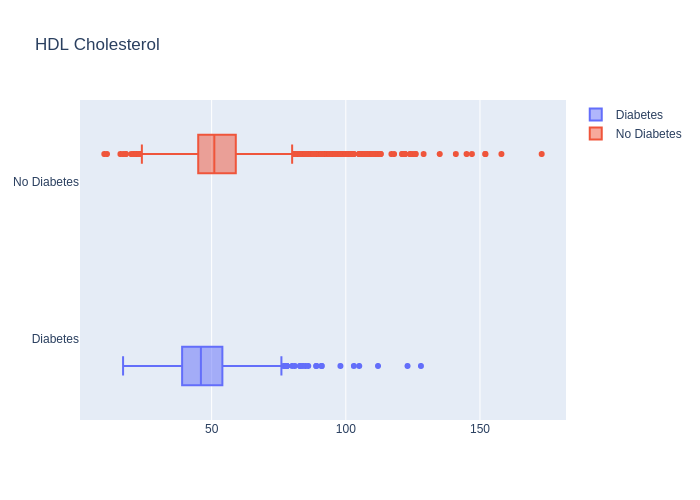 HDL Cholesterol
Diabetes
No Diabetes
No Diabetes
Diabetes
50
100
150